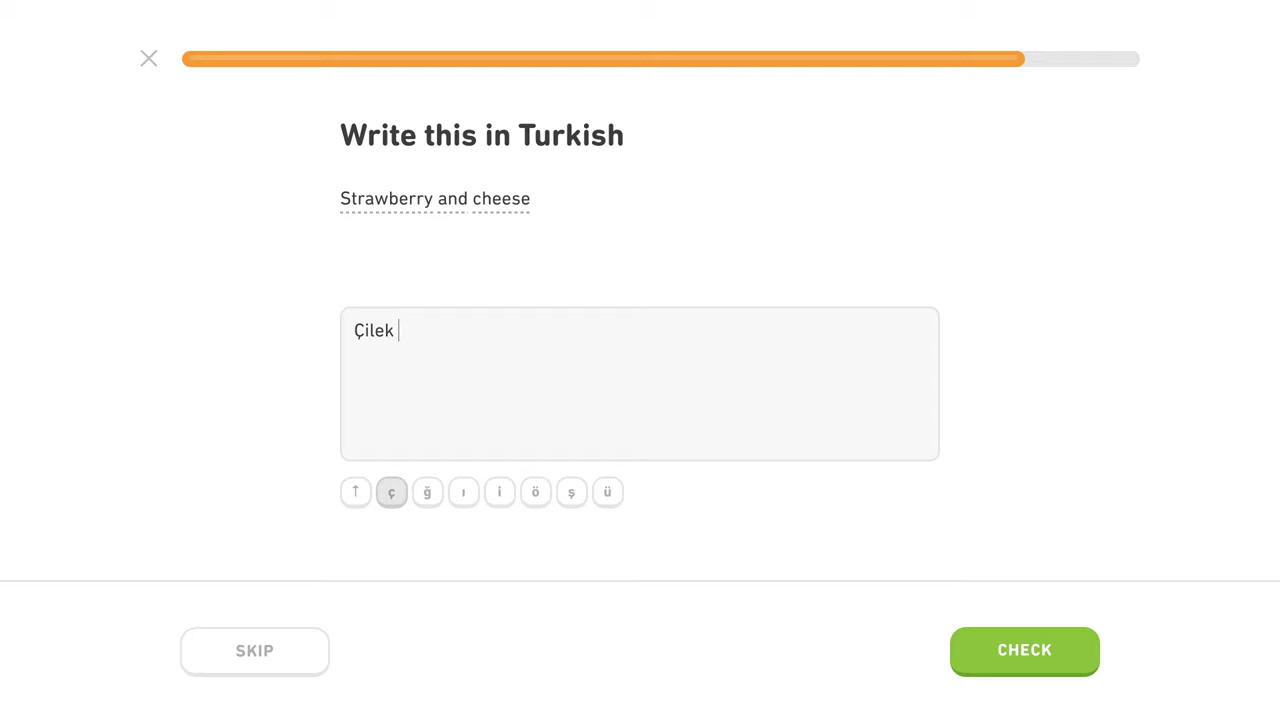 Write this in Turkish
Strawberry and cheese
Çilek
↑ ç ğ ı i ö ş ü
SKIP
CHECK